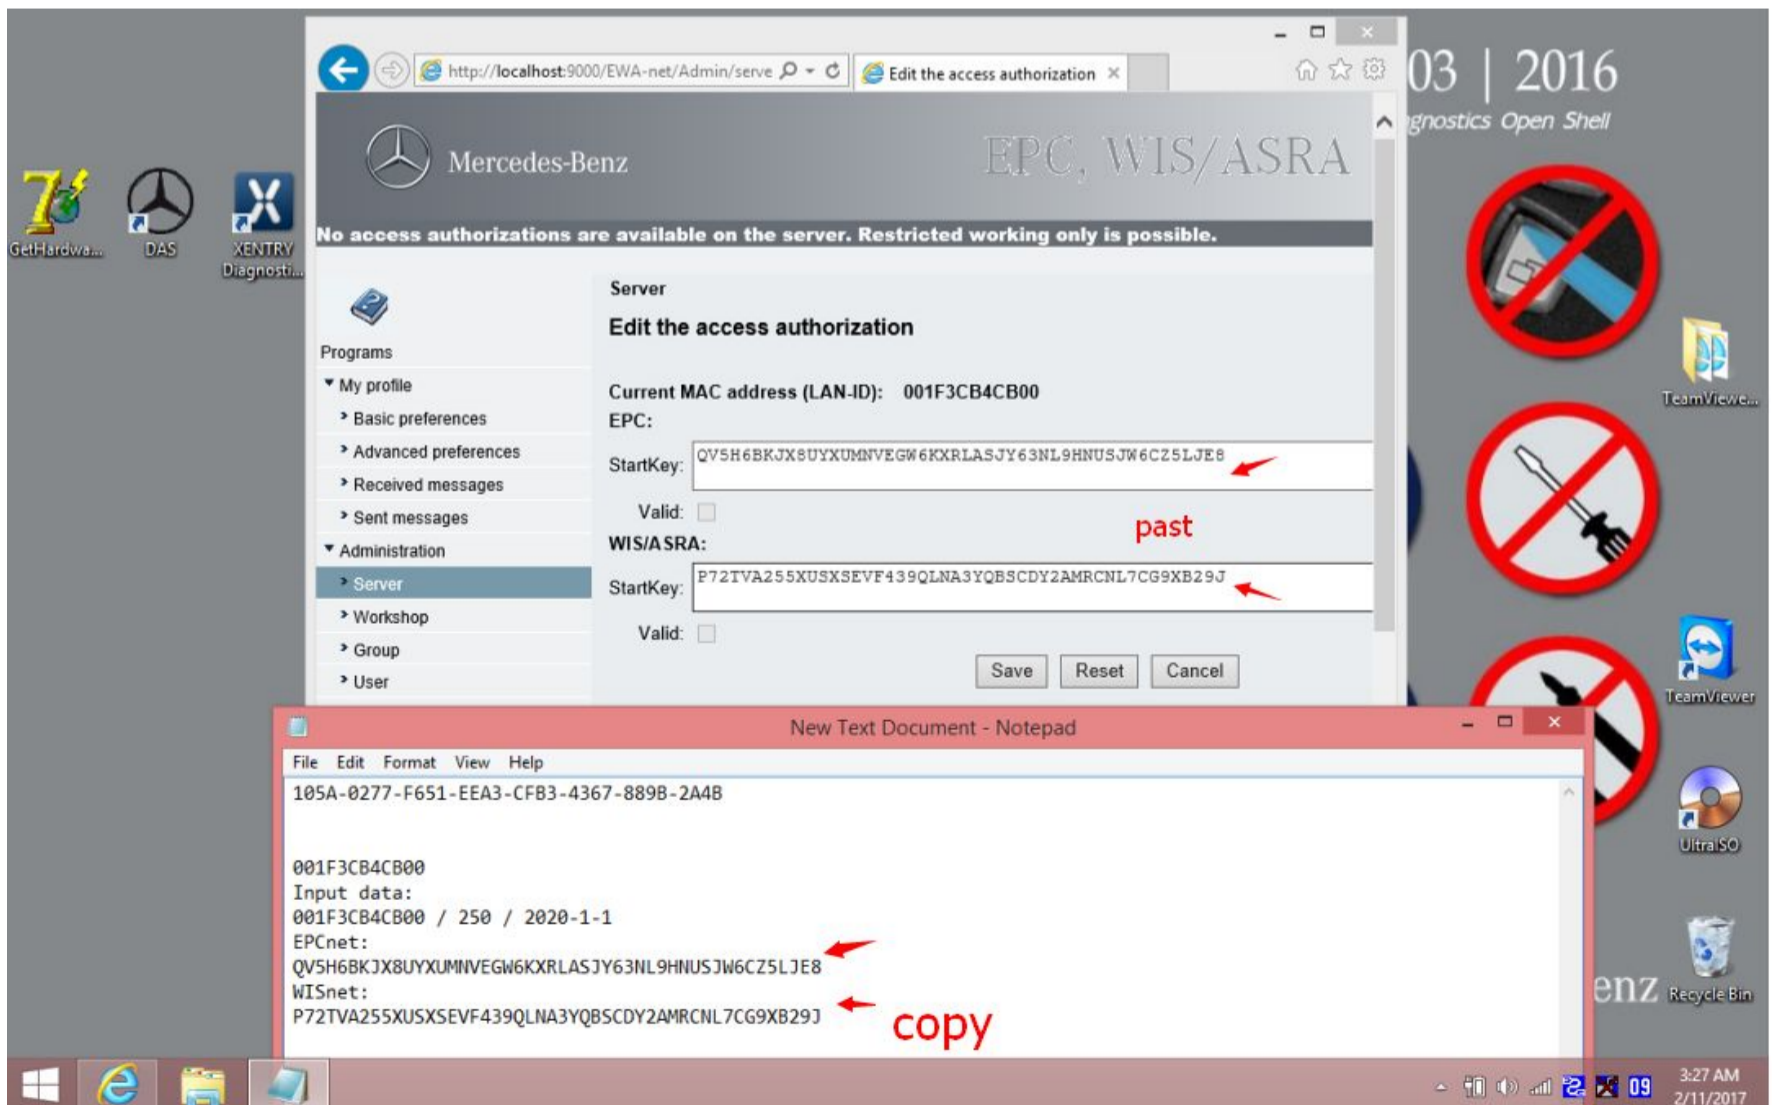 03 | 2016
gnostics Open Shell
http://localhost:9000/EWA-net/Admin/serve
Edit the access authorization
Mercedes-Benz
EPC, WIS/ASRA
No access authorizations are available on the server. Restricted working only is possible.
GetHardwa...
DAS
XENTRY
Diagnosti...
Programs
My profile
Basic preferences
Advanced preferences
Received messages
Sent messages
Administration
Server
Workshop
Group
User
Server
Edit the access authorization
Current MAC address (LAN-ID): 001F3CB4CB00
EPC:
StartKey: QV5H6BKJX8UYXUMNVEGW6KXRLASJY63NL9HNUSJW6CZ5LJE8
Valid:
past
WIS/ASRA:
StartKey: P72TVA255XUSXSEVF439QLNA3YQBSCDY2AMRCNL7CG9XB29J
Valid:
Save Reset Cancel
TeamViewe...
TeamViewer
UltraISO
enz
Recycle Bin
New Text Document - Notepad
File Edit Format View Help
105A-0277-F651-EEA3-CFB3-4367-889B-2A4B
001F3CB4CB00
Input data:
001F3CB4CB00 / 250 / 2020-1-1
EPCnet:
QV5H6BKJX8UYXUMNVEGW6KXRLASJY63NL9HNUSJW6CZ5LJE8
WISnet:
P72TVA255XUSXSEVF439QLNA3YQBSCDY2AMRCNL7CG9XB29J
copy
09
3:27 AM
2/11/2017